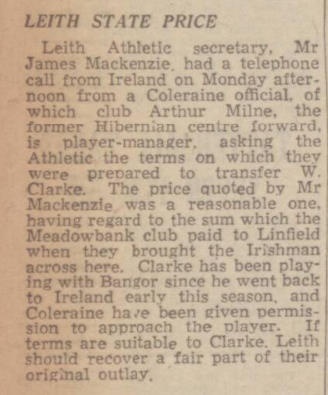 LEITH STATE PRICE
Leith Athletic secretary, Mr
James Mackenzie, had a telephone
call from Ireland on Monday after-
noon from a Coleraine official, of
which club Arthur Milne, the
former Hibernian centre forward,
is player-manager, asking the
Athletic the terms on which they
were prepared to transfer W.
Clarke. The price quoted by Mr
Mackenzie was a reasonable one,
having regard to the sum which the
Meadowbank club paid to Linfield
when they brought the Irishman
across here. Clarke has been play-
ing with Bangor since he went back
to Ireland early this season, and
Coleraine have been given permis-
sion to approach the player. If
terms are suitable to Clarke, Leith
should recover a fair part of their
original outlay.